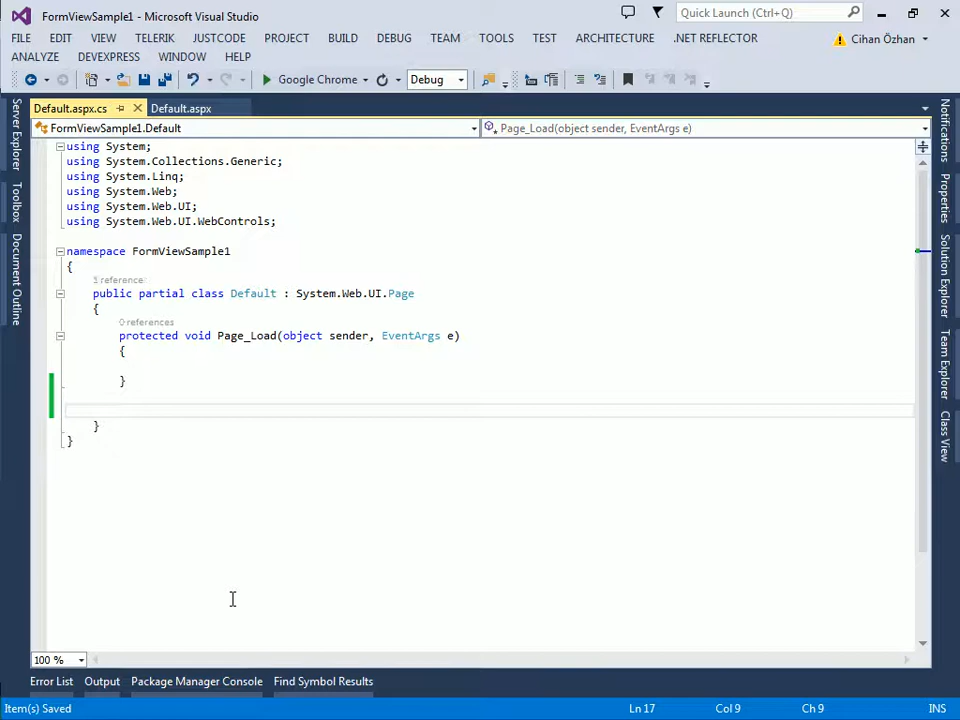 FormViewSample1 - Microsoft Visual Studio
Quick Launch (Ctrl+Q)
FILE EDIT VIEW TELERIK JUSTCODE PROJECT BUILD DEBUG TEAM TOOLS TEST ARCHITECTURE .NET REFLECTOR
Cihan Özhan
ANALYZE DEVEXPRESS WINDOW HELP
Google Chrome
Debug
Default.aspx.cs
Default.aspx
FormViewSample1.Default
Page_Load(object sender, EventArgs e)
Server Explorer
Toolbox
Document Outline
using System;
using System.Collections.Generic;
using System.Linq;
using System.Web;
using System.Web.UI;
using System.Web.UI.WebControls;
namespace FormViewSample1
{
public partial class Default : System.Web.UI.Page
{
0 references
protected void Page_Load(object sender, EventArgs e)
{
}
}
}
Notifications
Properties
Solution Explorer
Team Explorer
Class View
100 %
Error List Output Package Manager Console Find Symbol Results
Item(s) Saved
Ln 17
Col 9
Ch 9
INS